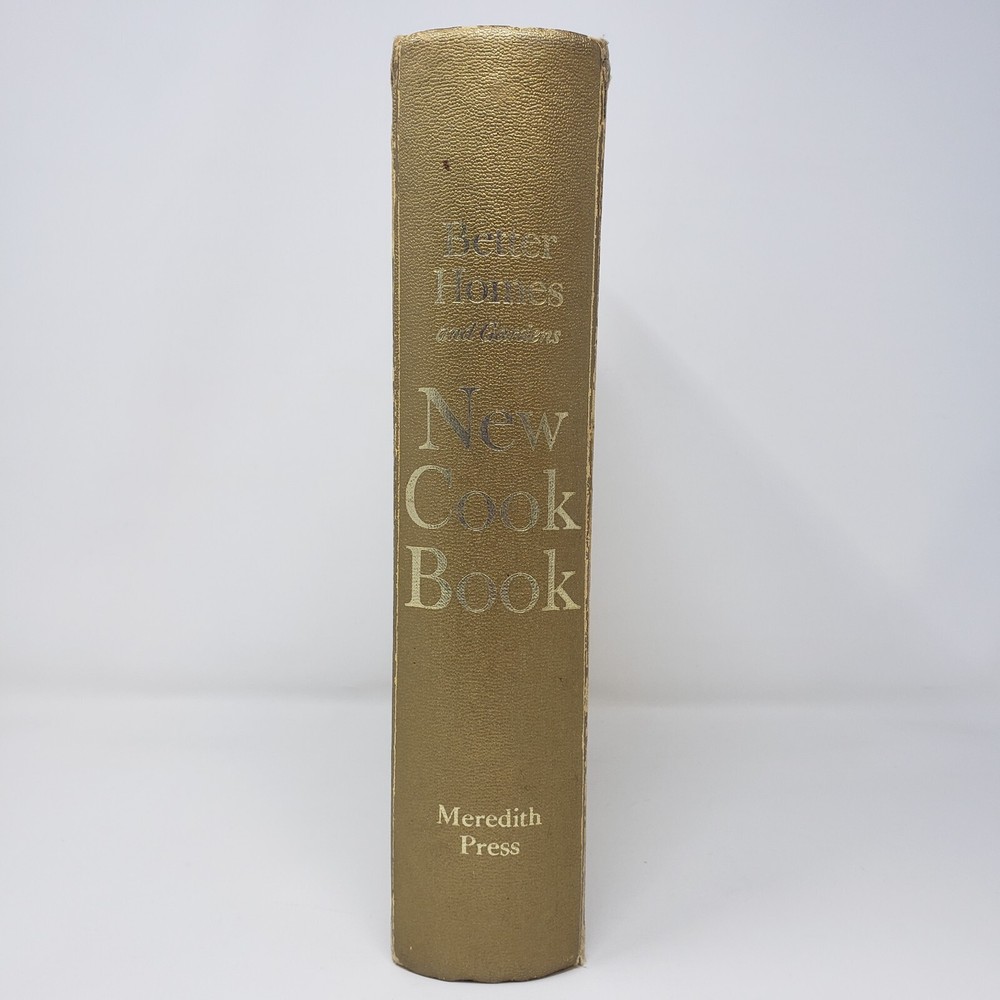 Better
Homes
and Gardens
New
Cook
Book
Meredith
Press